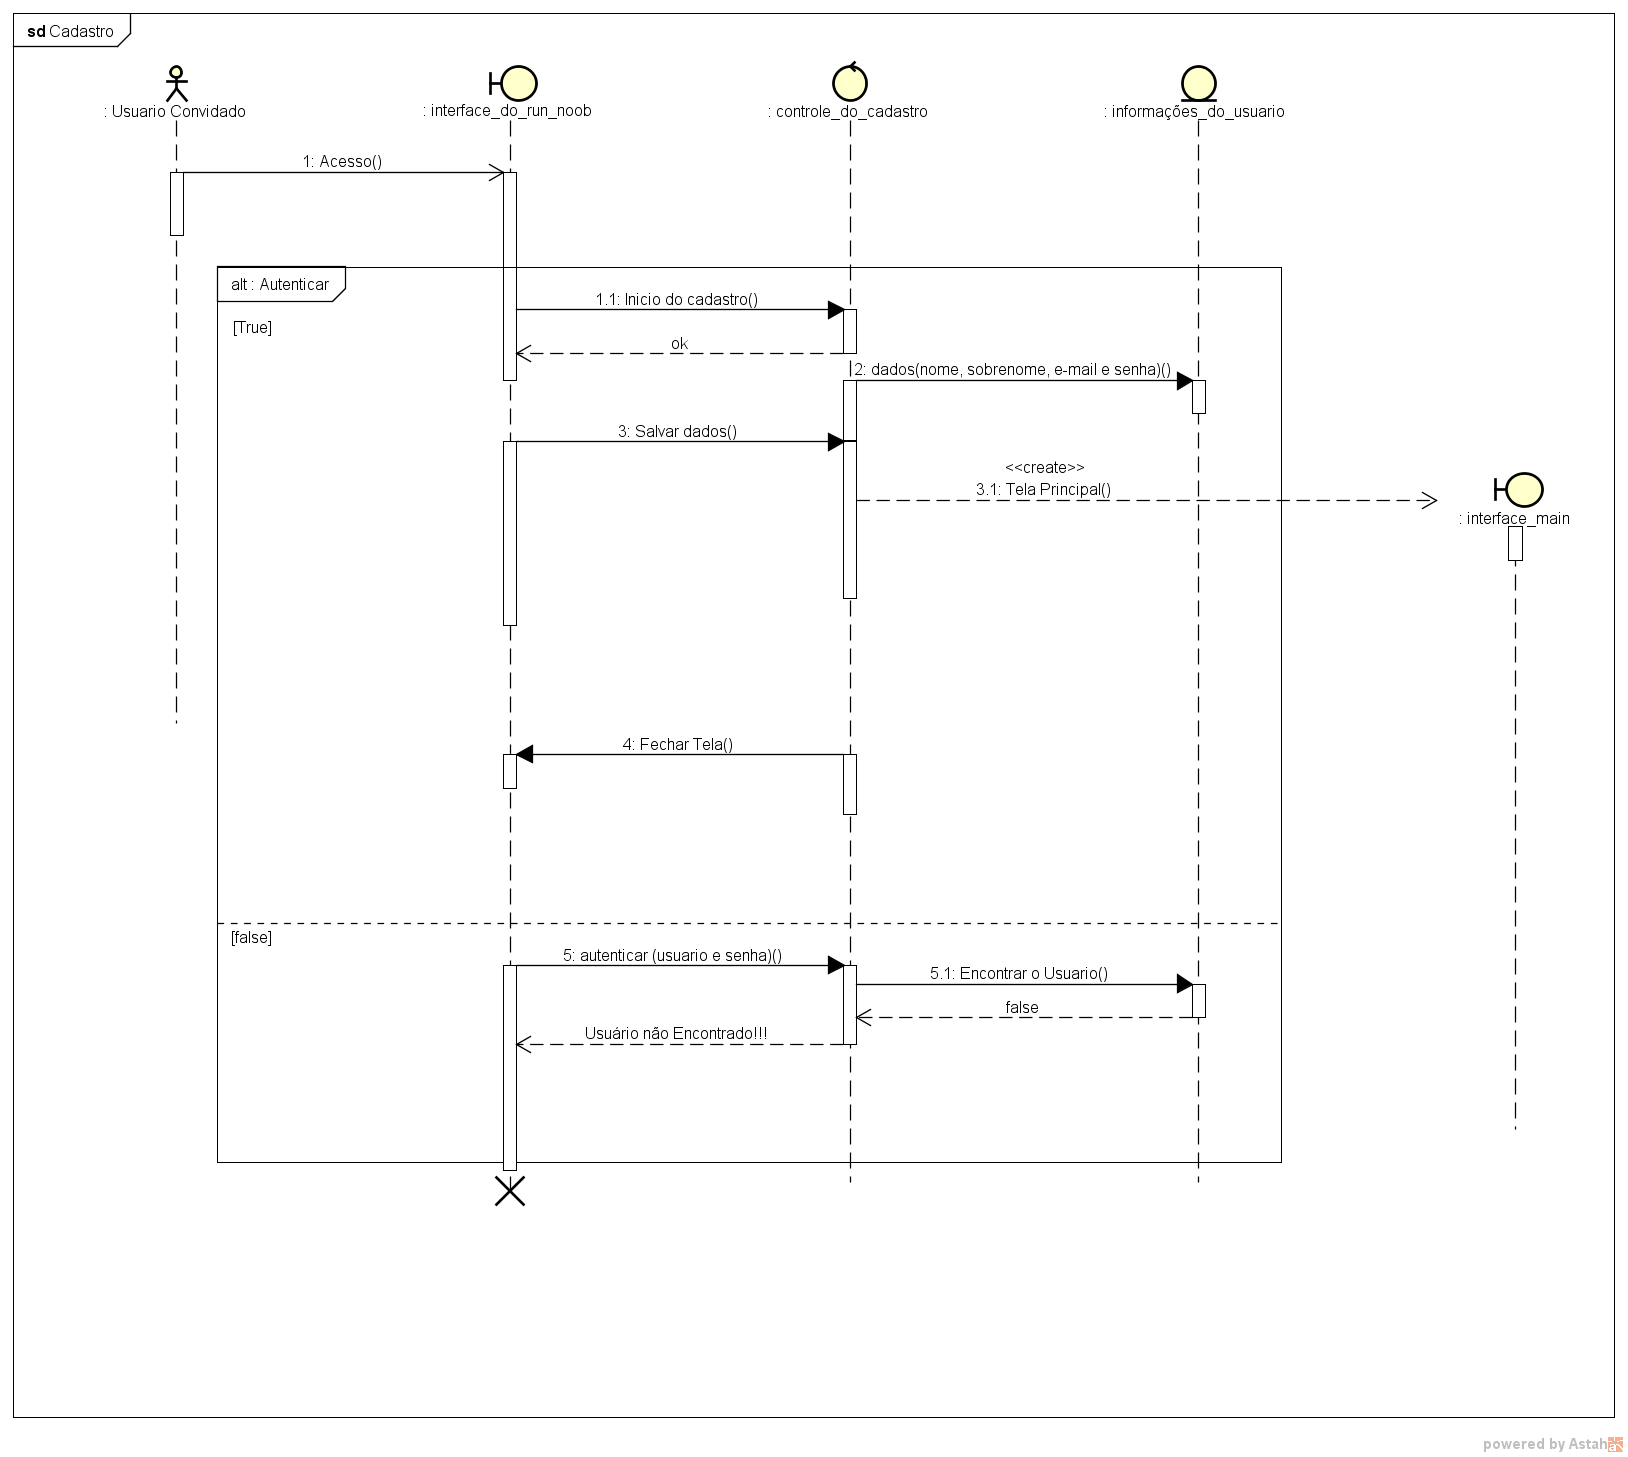 sd Cadastro
: Usuario Convidado
: interface_do_run_noob
: controle_do_cadastro
: informações_do_usuario
1: Acesso()
alt : Autenticar
1.1: Inicio do cadastro()
[True]
ok
2: dados(nome, sobrenome, e-mail e senha)()
3: Salvar dados()
<<create>>
3.1: Tela Principal()
: interface_main
4: Fechar Tela()
[false]
5: autenticar (usuario e senha)()
5.1: Encontrar o Usuario()
false
Usuário não Encontrado!!!
powered by Astah